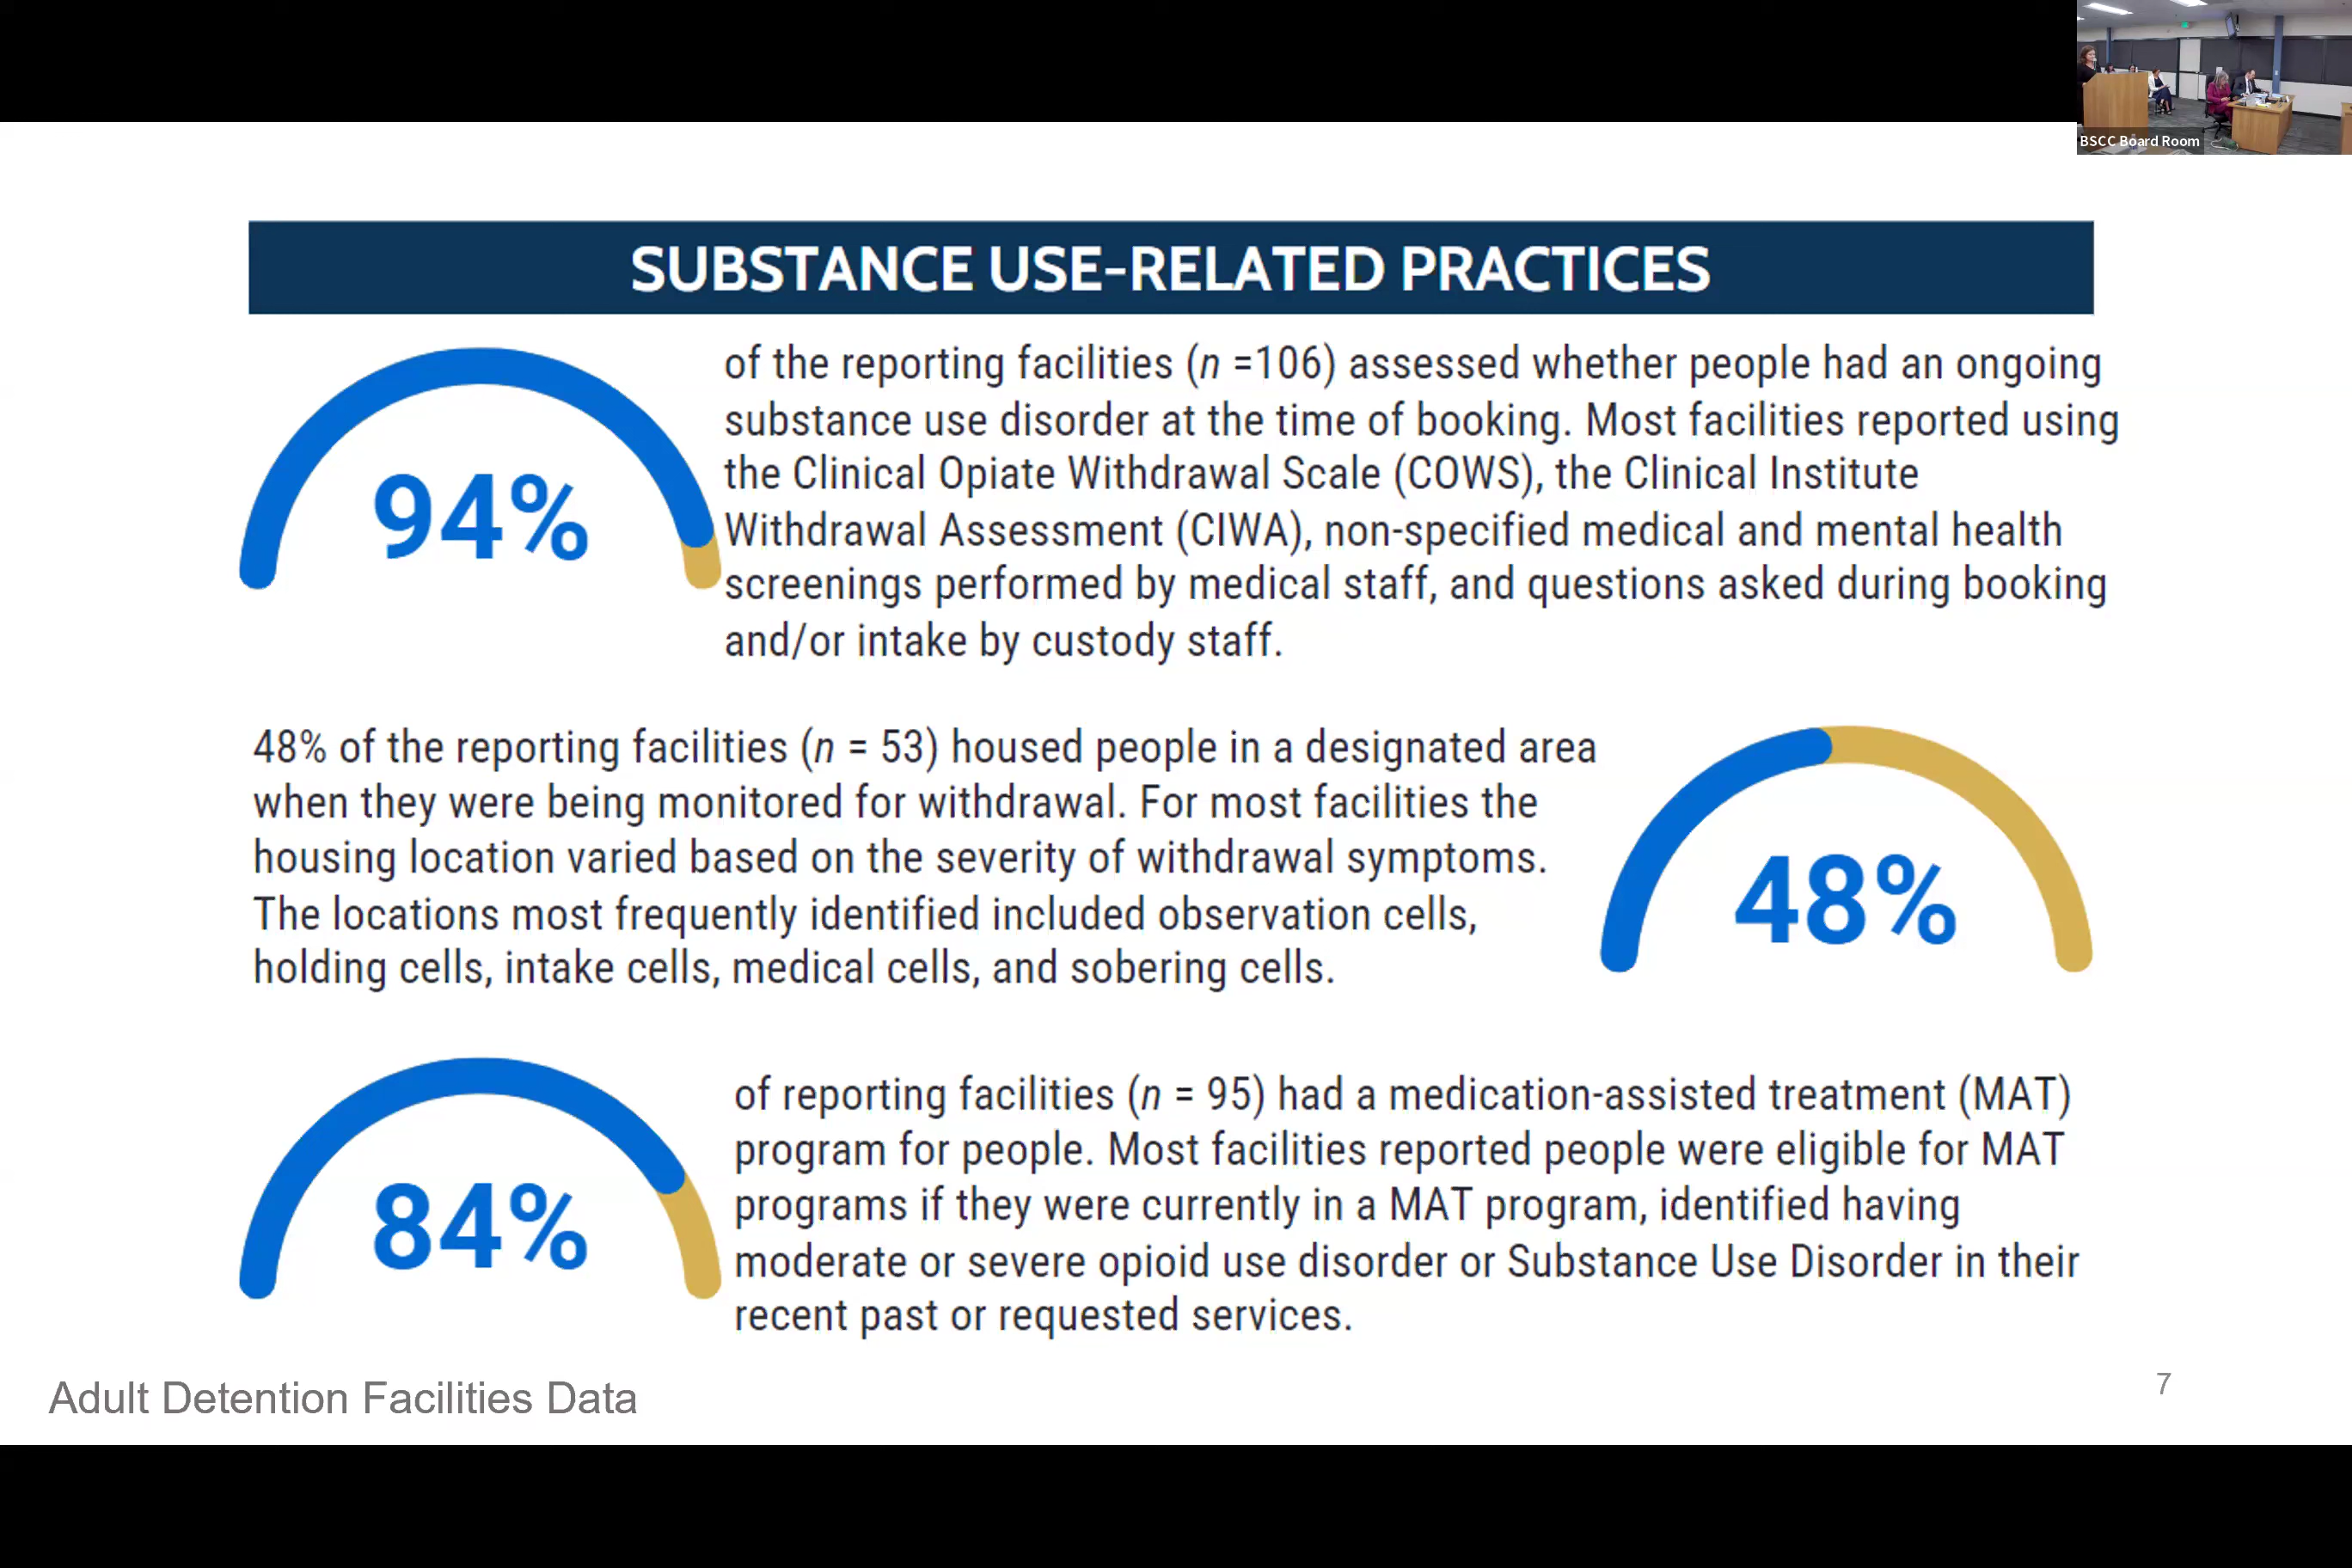 BSCC Board Room
SUBSTANCE USE-RELATED PRACTICES
94%
of the reporting facilities (n =106) assessed whether people had an ongoing
substance use disorder at the time of booking. Most facilities reported using
the Clinical Opiate Withdrawal Scale (COWS), the Clinical Institute
Withdrawal Assessment (CIWA), non-specified medical and mental health
screenings performed by medical staff, and questions asked during booking
and/or intake by custody staff.
48% of the reporting facilities (n = 53) housed people in a designated area
when they were being monitored for withdrawal. For most facilities the
housing location varied based on the severity of withdrawal symptoms.
The locations most frequently identified included observation cells,
holding cells, intake cells, medical cells, and sobering cells.
48%
84%
of reporting facilities (n = 95) had a medication-assisted treatment (MAT)
program for people. Most facilities reported people were eligible for MAT
programs if they were currently in a MAT program, identified having
moderate or severe opioid use disorder or Substance Use Disorder in their
recent past or requested services.
Adult Detention Facilities Data
7